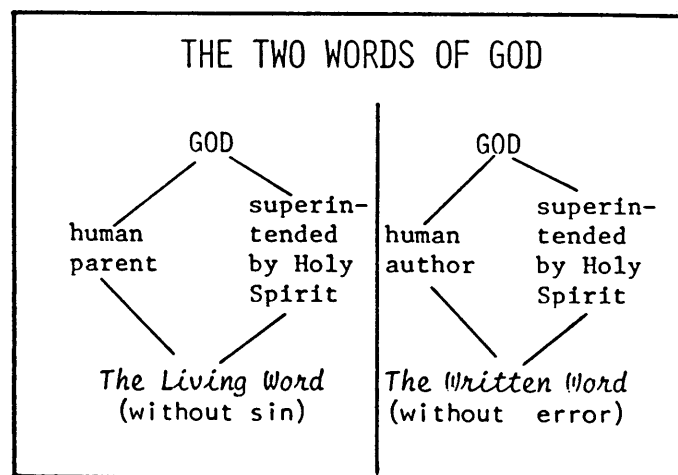 THE TWO WORDS OF GOD
GOD
human
parent
superin-
tended
by Holy
Spirit
The Living Word
(without sin)
GOD
human
author
superin-
tended
by Holy
Spirit
The Written Word
(without error)